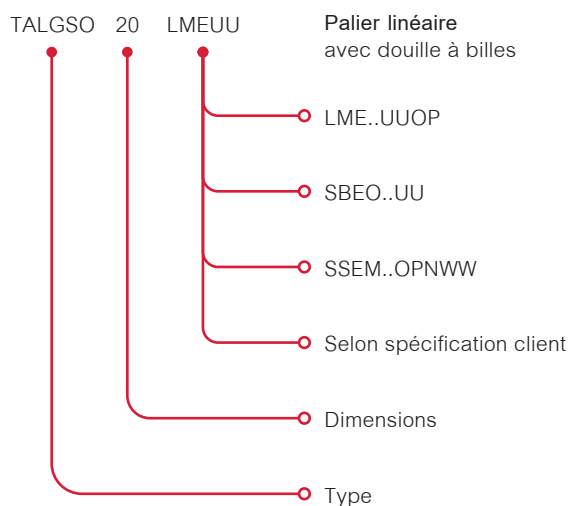 TALGSO 20 LMEUU Palier linéaire
avec douille à billes
LME..UUOP
SBEO..UU
SSEM..OPNWW
Selon spécification client
Dimensions
Type